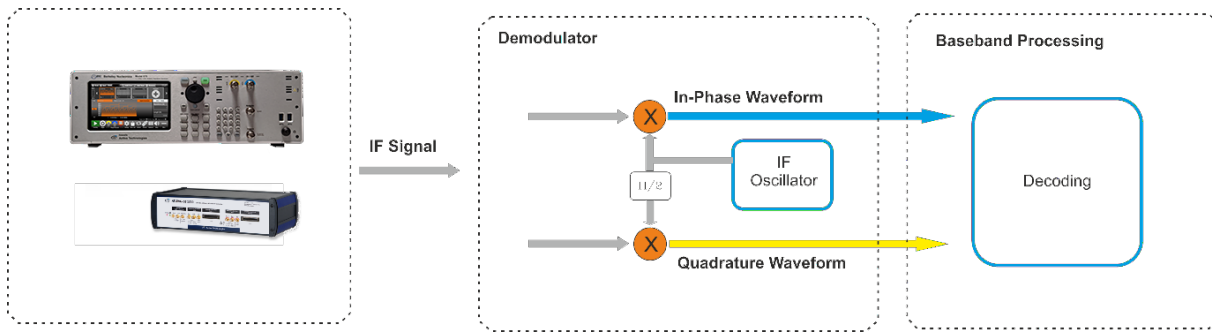 Demodulator
Baseband Processing
In-Phase Waveform
X
IF Signal
IF
Oscillator
Π/2
Decoding
X
Quadrature Waveform